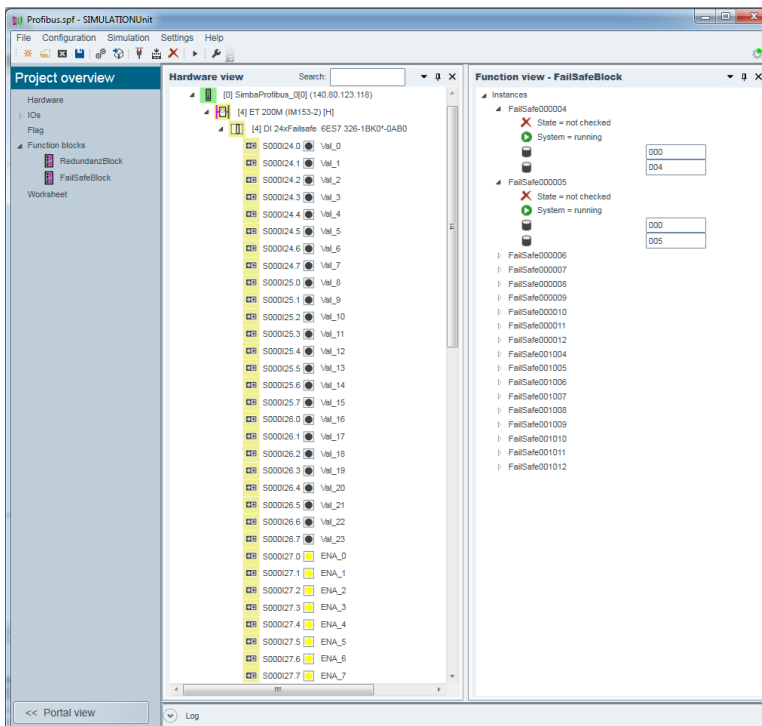 Profibus.spf - SIMULATIONUnit
File Configuration Simulation Settings Help
Project overview
Hardware
IOs
Flag
Function blocks
RedundanzBlock
FailSafeBlock
Worksheet
<< Portal view
Hardware view Search:
[0] SimbaProfibus_0[0] (140.80.123.118)
[4] ET 200M (IM153-2) [H]
[4] DI 24xFailsafe 6ES7 326-1BK0*-0AB0
S000I24.0 Val_0
S000I24.1 Val_1
S000I24.2 Val_2
S000I24.3 Val_3
S000I24.4 Val_4
S000I24.5 Val_5
S000I24.6 Val_6
S000I24.7 Val_7
S000I25.0 Val_8
S000I25.1 Val_9
S000I25.2 Val_10
S000I25.3 Val_11
S000I25.4 Val_12
S000I25.5 Val_13
S000I25.6 Val_14
S000I25.7 Val_15
S000I26.0 Val_16
S000I26.1 Val_17
S000I26.2 Val_18
S000I26.3 Val_19
S000I26.4 Val_20
S000I26.5 Val_21
S000I26.6 Val_22
S000I26.7 Val_23
S000I27.0 ENA_0
S000I27.1 ENA_1
S000I27.2 ENA_2
S000I27.3 ENA_3
S000I27.4 ENA_4
S000I27.5 ENA_5
S000I27.6 ENA_6
S000I27.7 ENA_7
Log
Function view - FailSafeBlock
Instances
FailSafe000004
State = not checked
System = running
000
004
FailSafe000005
State = not checked
System = running
000
005
FailSafe000006
FailSafe000007
FailSafe000008
FailSafe000009
FailSafe000010
FailSafe000011
FailSafe000012
FailSafe001004
FailSafe001005
FailSafe001006
FailSafe001007
FailSafe001008
FailSafe001009
FailSafe001010
FailSafe001011
FailSafe001012